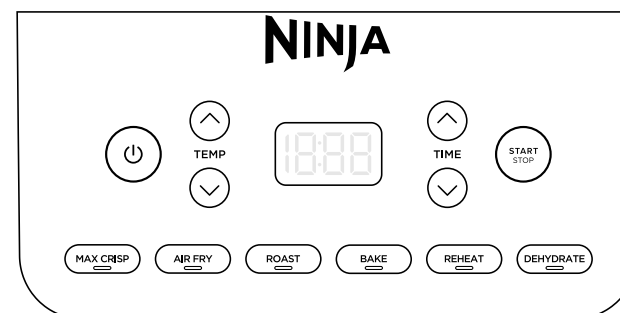 NINJA
TEMP
18:88
TIME
START
STOP
MAX CRISP
AIR FRY
ROAST
BAKE
REHEAT
DEHYDRATE